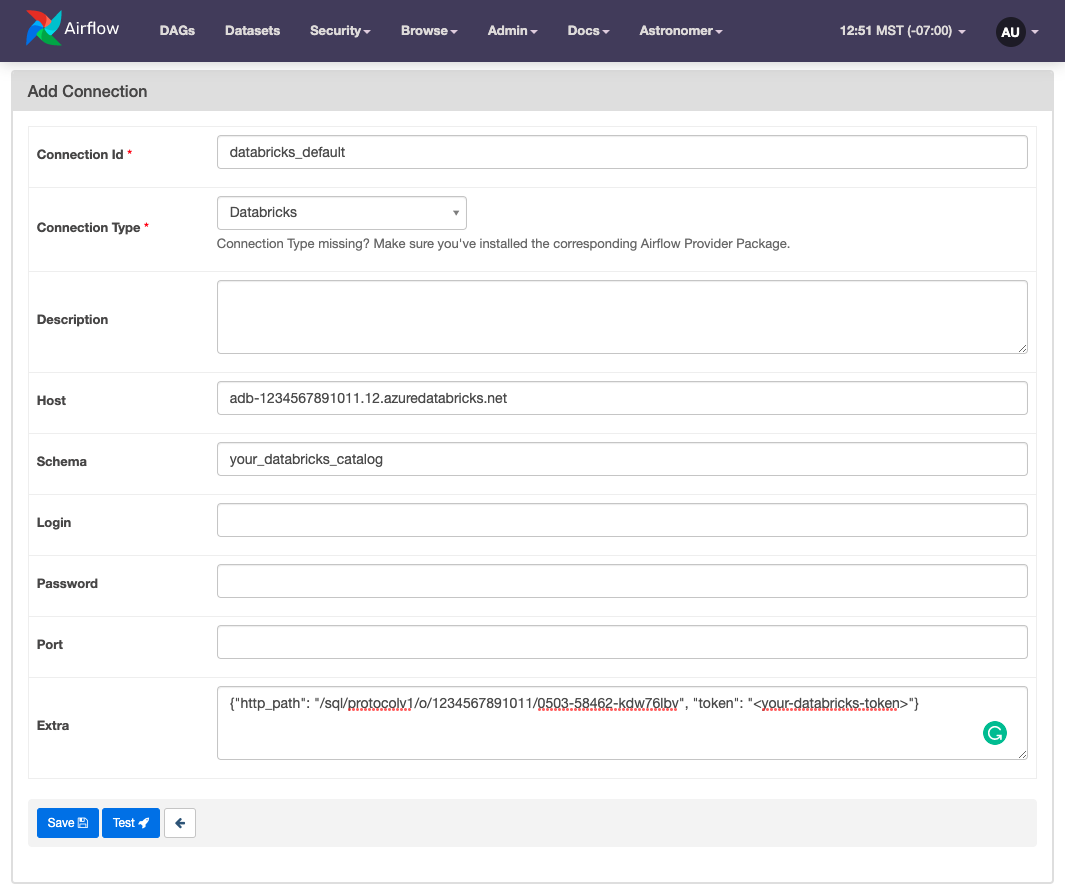 Airflow DAGs Datasets Security Browse Admin Docs Astronomer 12:51 MST (-07:00) AU
Add Connection
Connection Id * databricks_default
Connection Type * Databricks
Connection Type missing? Make sure you've installed the corresponding Airflow Provider Package.
Description
Host adb-1234567891011.12.azuredatabricks.net
Schema your_databricks_catalog
Login
Password
Port
Extra {"http_path": "/sql/protocolv1/o/1234567891011/0503-58462-kdw76lbv", "token": "<your-databricks-token>"}
Save Test